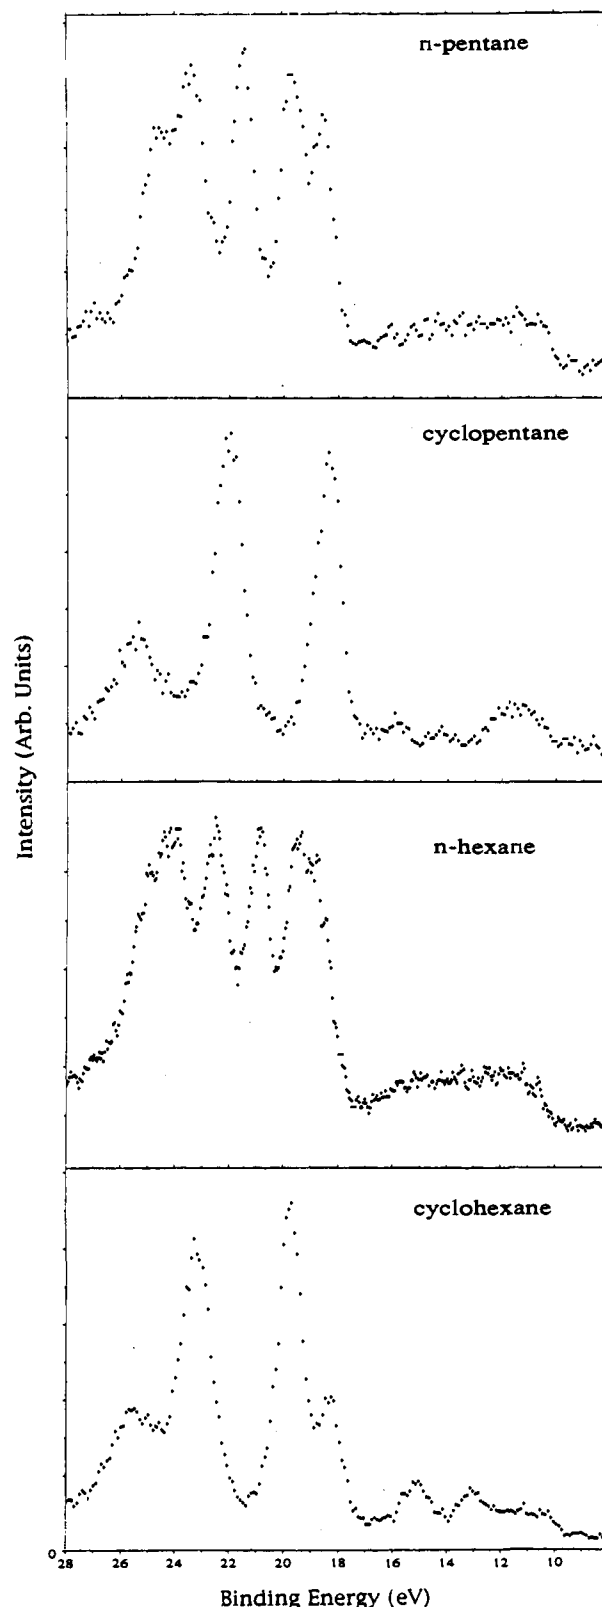 n-pentane
cyclopentane
Intensity (Arb. Units)
n-hexane
cyclohexane
0
28 26 24 22 20 18 16 14 12 10
Binding Energy (eV)